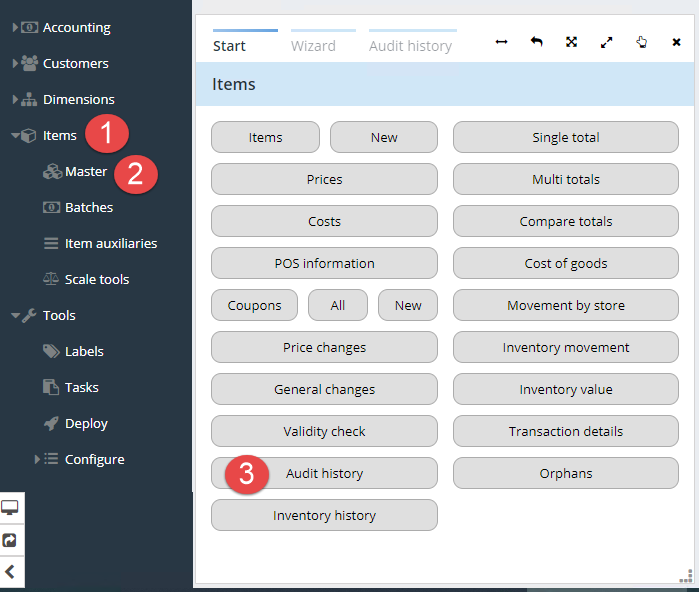 Accounting
Customers
Dimensions
Items 1
Master 2
Batches
Item auxiliaries
Scale tools
Tools
Labels
Tasks
Deploy
Configure
Start Wizard Audit history
Items
Items New Single total
Prices Multi totals
Costs Compare totals
POS information Cost of goods
Coupons All New Movement by store
Price changes Inventory movement
General changes Inventory value
Validity check Transaction details
3 Audit history Orphans
Inventory history